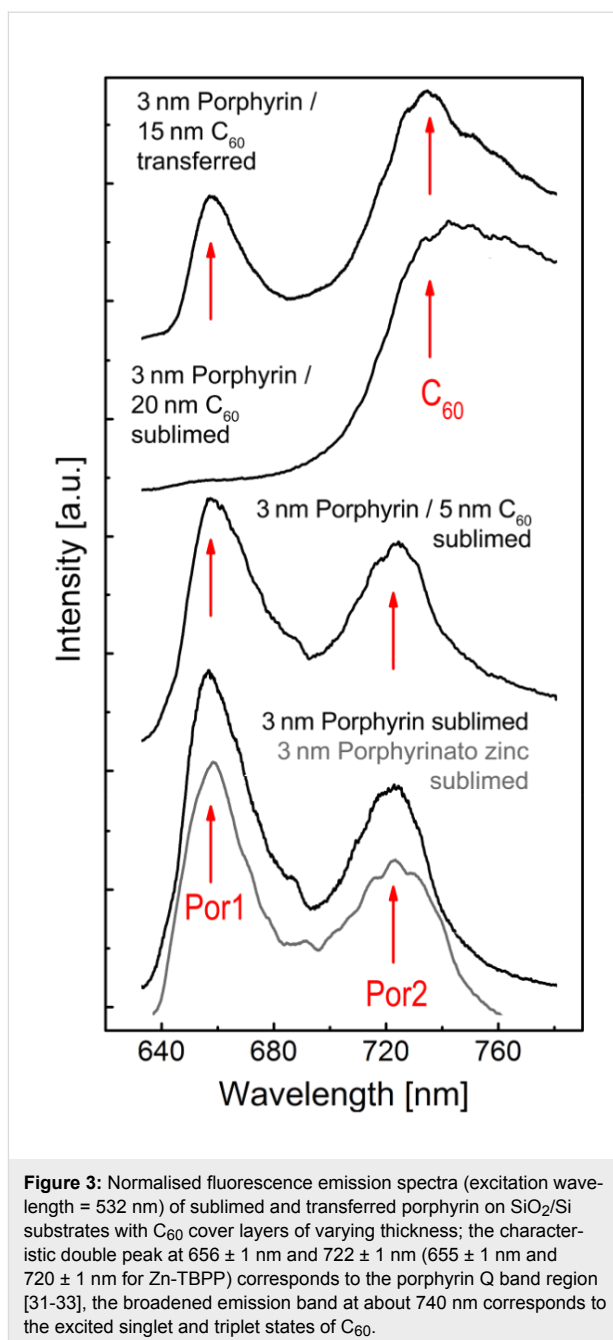 3 nm Porphyrin /
15 nm C₆₀
transferred
3 nm Porphyrin /
20 nm C₆₀
sublimed
C₆₀
3 nm Porphyrin / 5 nm C₆₀
sublimed
3 nm Porphyrin sublimed
3 nm Porphyrinato zinc
sublimed
Por1
Por2
Intensity [a.u.]
640 680 720 760
Wavelength [nm]
Figure 3: Normalised fluorescence emission spectra (excitation wave-
length = 532 nm) of sublimed and transferred porphyrin on SiO₂/Si
substrates with C₆₀ cover layers of varying thickness; the character-
istic double peak at 656 ± 1 nm and 722 ± 1 nm (655 ± 1 nm and
720 ± 1 nm for Zn-TBPP) corresponds to the porphyrin Q band region
[31-33], the broadened emission band at about 740 nm corresponds to
the excited singlet and triplet states of C₆₀.